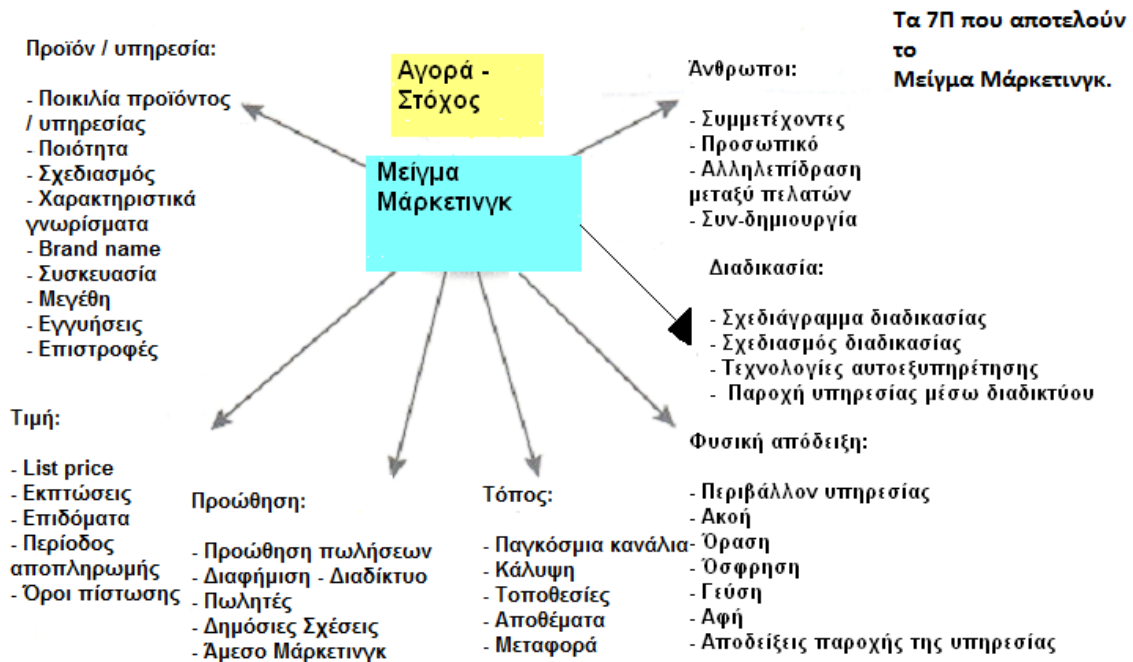 Τα 7Π που αποτελούν
το
Μείγμα Μάρκετινγκ.
Αγορά -
Στόχος
Μείγμα
Μάρκετινγκ
Προϊόν / υπηρεσία:
- Ποικιλία προϊόντος
/ υπηρεσίας
- Ποιότητα
- Σχεδιασμός
- Χαρακτηριστικά
γνωρίσματα
- Brand name
- Συσκευασία
- Μεγέθη
- Εγγυήσεις
- Επιστροφές
Τιμή:
- List price
- Εκπτώσεις
- Επιδόματα
- Περίοδος
αποπληρωμής
- Όροι πίστωσης
Προώθηση:
- Προώθηση πωλήσεων
- Διαφήμιση - Διαδίκτυο
- Πωλητές
- Δημόσιες Σχέσεις
- Άμεσο Μάρκετινγκ
Τόπος:
- Παγκόσμια κανάλια
- Κάλυψη
- Τοποθεσίες
- Αποθέματα
- Μεταφορά
Άνθρωποι:
- Συμμετέχοντες
- Προσωπικό
- Αλληλεπίδραση
μεταξύ πελατών
- Συν-δημιουργία
Διαδικασία:
- Σχεδιάγραμμα διαδικασίας
- Σχεδιασμός διαδικασίας
- Τεχνολογίες αυτοεξυπηρέτησης
- Παροχή υπηρεσίας μέσω διαδικτύου
Φυσική απόδειξη:
- Περιβάλλον υπηρεσίας
- Ακοή
- Όραση
- Όσφρηση
- Γεύση
- Αφή
- Αποδείξεις παροχής της υπηρεσίας